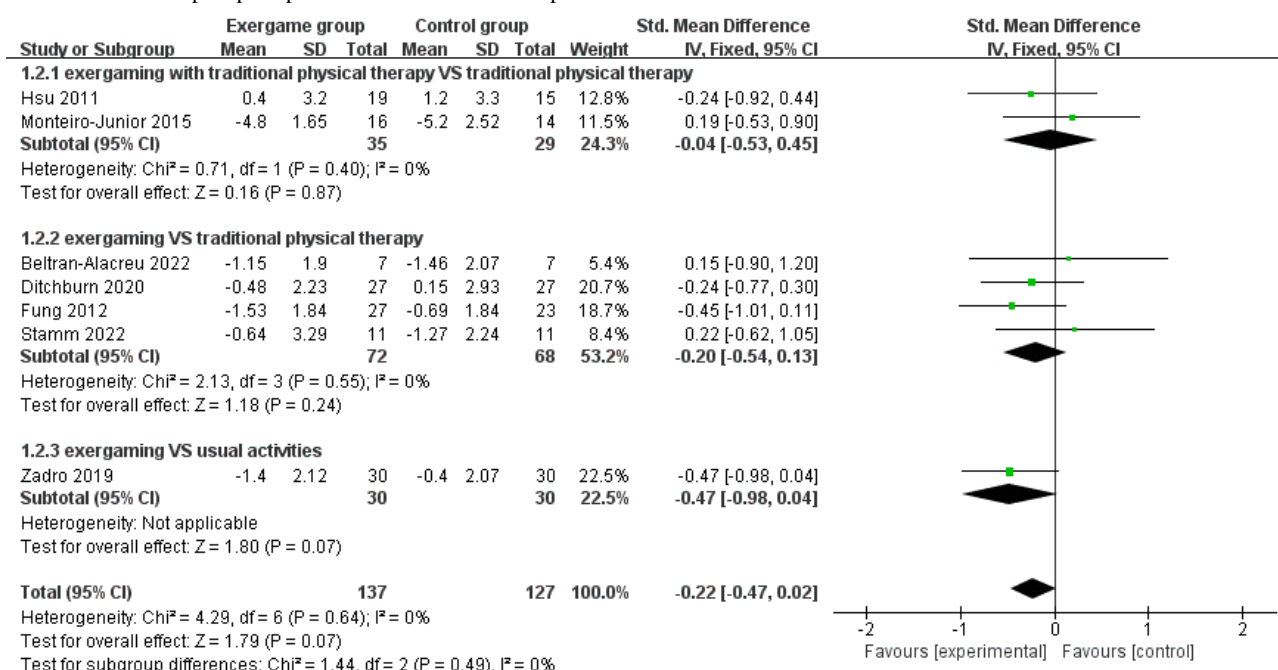 Exergame group Control group Std. Mean Difference Std. Mean Difference
Study or Subgroup Mean SD Total Mean SD Total Weight IV, Fixed, 95% CI IV, Fixed, 95% CI
1.2.1 exergaming with traditional physical therapy VS traditional physical therapy
Hsu 2011 0.4 3.2 19 1.2 3.3 15 12.8% -0.24 [-0.92, 0.44]
Monteiro-Junior 2015 -4.8 1.65 16 -5.2 2.52 14 11.5% 0.19 [-0.53, 0.90]
Subtotal (95% CI) 35 29 24.3% -0.04 [-0.53, 0.45]
Heterogeneity: Chi² = 0.71, df = 1 (P = 0.40); I² = 0%
Test for overall effect: Z = 0.16 (P = 0.87)
1.2.2 exergaming VS traditional physical therapy
Beltran-Alacreu 2022 -1.15 1.9 7 -1.46 2.07 7 5.4% 0.15 [-0.90, 1.20]
Ditchburn 2020 -0.48 2.23 27 0.15 2.93 27 20.7% -0.24 [-0.77, 0.30]
Fung 2012 -1.53 1.84 27 -0.69 1.84 23 18.7% -0.45 [-1.01, 0.11]
Stamm 2022 -0.64 3.29 11 -1.27 2.24 11 8.4% 0.22 [-0.62, 1.05]
Subtotal (95% CI) 72 68 53.2% -0.20 [-0.54, 0.13]
Heterogeneity: Chi² = 2.13, df = 3 (P = 0.55); I² = 0%
Test for overall effect: Z = 1.18 (P = 0.24)
1.2.3 exergaming VS usual activities
Zadro 2019 -1.4 2.12 30 -0.4 2.07 30 22.5% -0.47 [-0.98, 0.04]
Subtotal (95% CI) 30 30 22.5% -0.47 [-0.98, 0.04]
Heterogeneity: Not applicable
Test for overall effect: Z = 1.80 (P = 0.07)
Total (95% CI) 137 127 100.0% -0.22 [-0.47, 0.02]
Heterogeneity: Chi² = 4.29, df = 6 (P = 0.64); I² = 0%
Test for overall effect: Z = 1.79 (P = 0.07)
Test for subgroup differences: Chi² = 1.44, df = 2 (P = 0.49), I² = 0%
-2 -1 0 1 2
Favours [experimental] Favours [control]